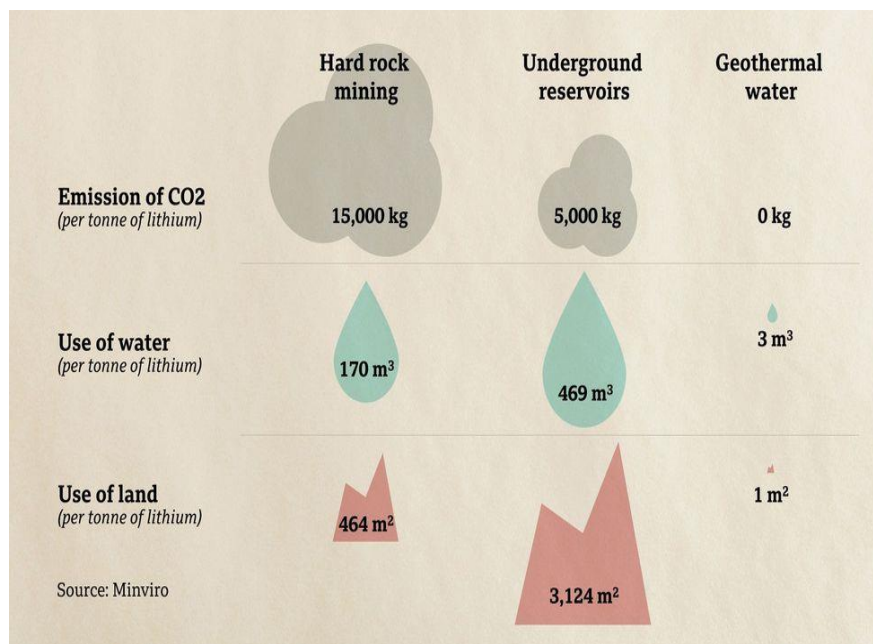 Hard rock
mining
Underground
reservoirs
Geothermal
water
Emission of CO2
(per tonne of lithium)
15,000 kg
5,000 kg
0 kg
Use of water
(per tonne of lithium)
170 m³
469 m³
3 m³
Use of land
(per tonne of lithium)
464 m²
3,124 m²
1 m²
Source: Minviro